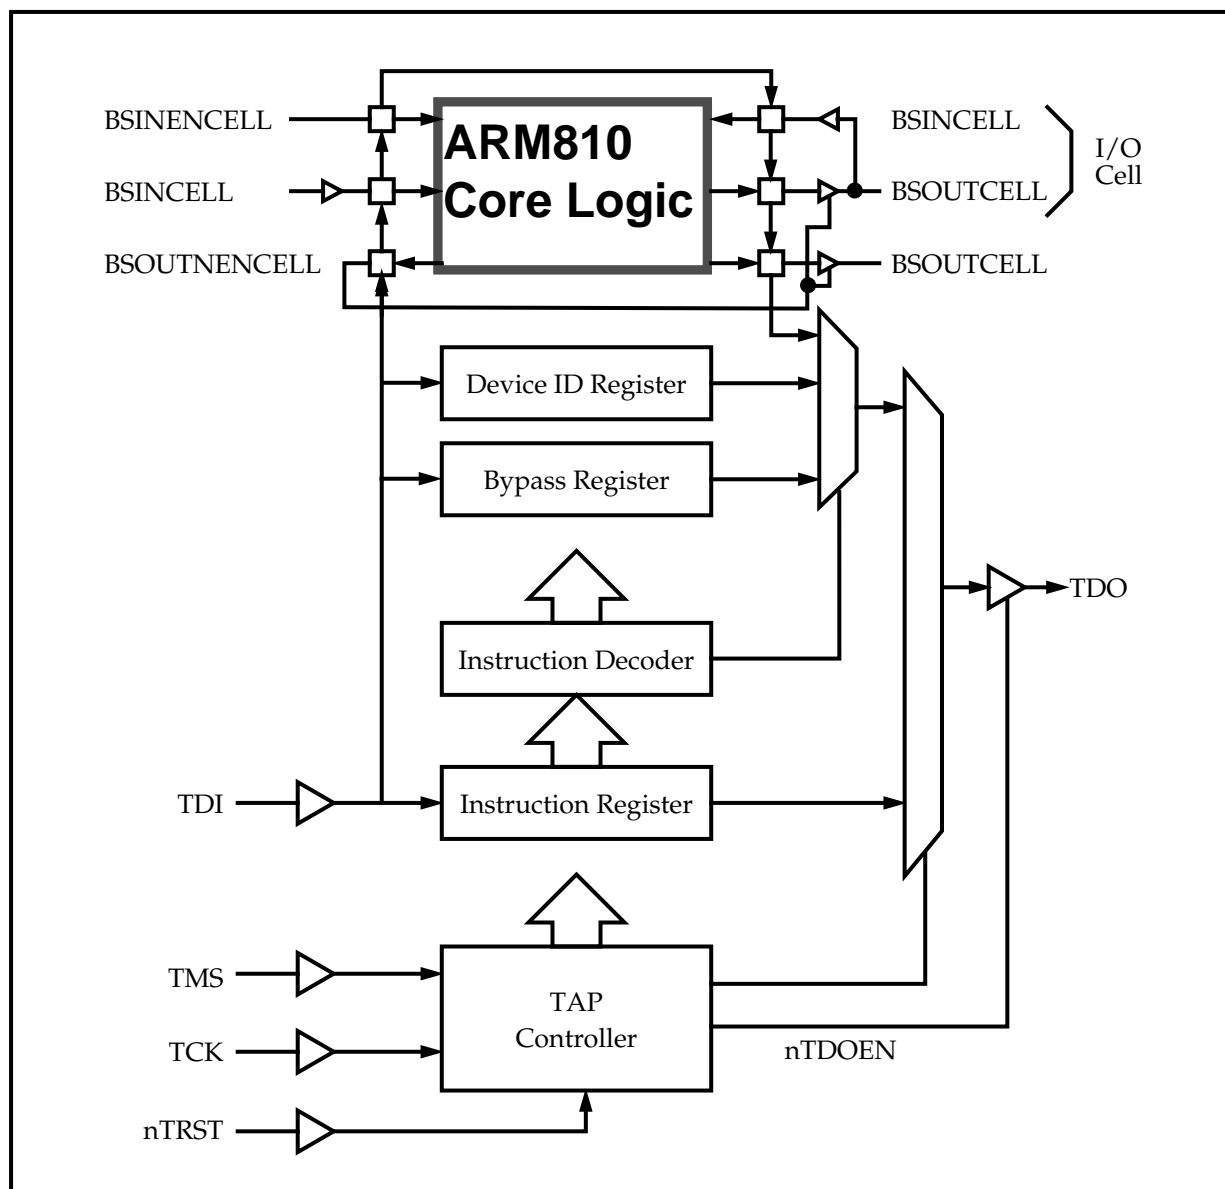 BSINENCELL
ARM810
Core Logic
BSINCELL
I/O
Cell
BSINCELL
BSOUTCELL
BSOUTNENCELL
BSOUTCELL
Device ID Register
Bypass Register
Instruction Decoder
TDO
TDI
Instruction Register
TMS
TAP
Controller
TCK
nTDOEN
nTRST